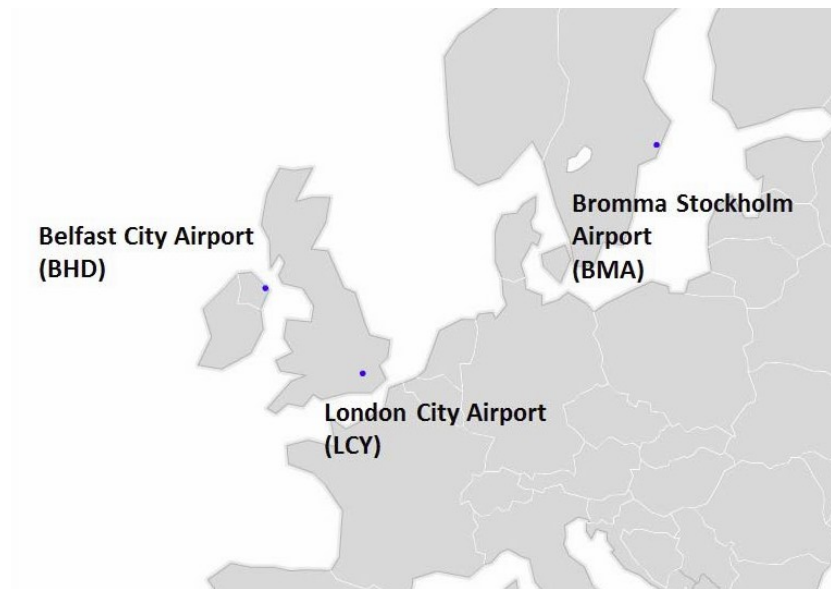 Belfast City Airport
(BHD)
Bromma Stockholm
Airport
(BMA)
London City Airport
(LCY)